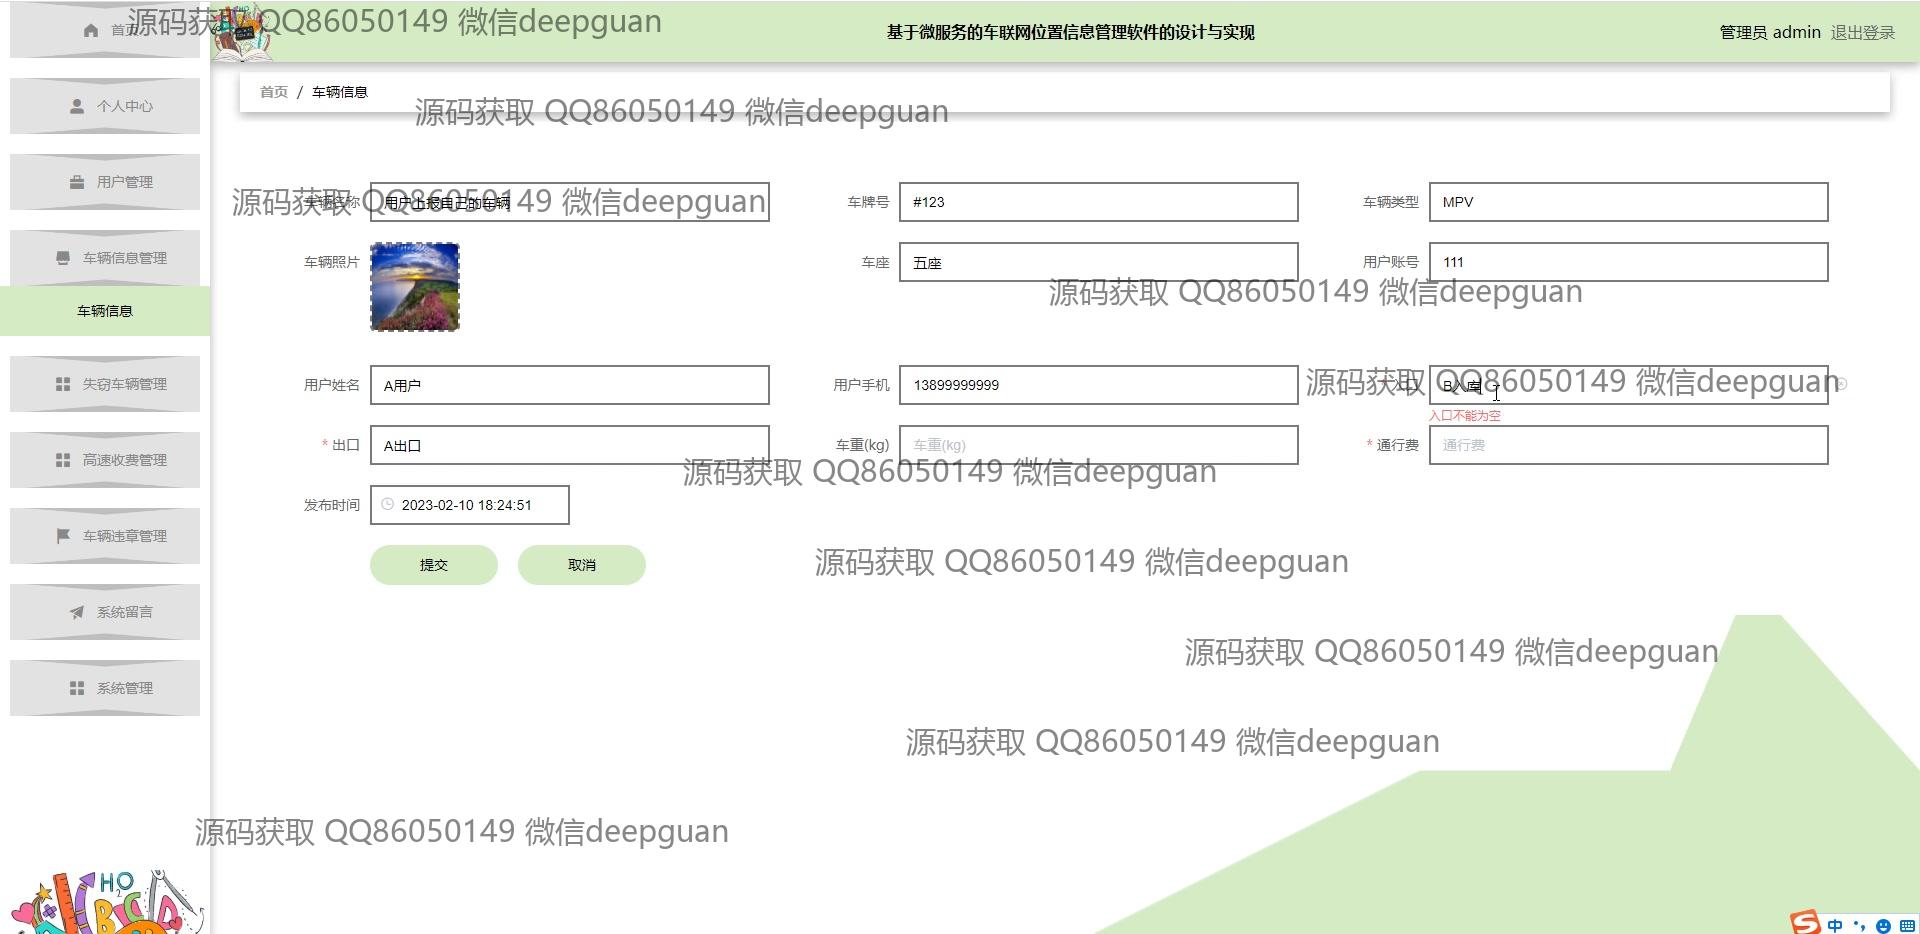 首页
源码获取 QQ86050149 微信deepguan
基于微服务的车联网位置信息管理软件的设计与实现
管理员 admin 退出登录
首页 / 车辆信息
源码获取 QQ86050149 微信deepguan
个人中心
用户管理
车辆信息管理
车辆信息
失窃车辆管理
高速收费管理
车辆违章管理
系统留言
系统管理
车辆名称 用户上报自己的车辆
源码获取 QQ86050149 微信deepguan
车牌号 #123
车辆类型 MPV
车辆照片
车座 五座
用户账号 111
源码获取 QQ86050149 微信deepguan
用户姓名 A用户
用户手机 13899999999
入口
源码获取 QQ86050149 微信deepguan
入口不能为空
* 出口 A出口
车重(kg) 车重(kg)
* 通行费 通行费
源码获取 QQ86050149 微信deepguan
发布时间 2023-02-10 18:24:51
提交 取消
源码获取 QQ86050149 微信deepguan
源码获取 QQ86050149 微信deepguan
源码获取 QQ86050149 微信deepguan
源码获取 QQ86050149 微信deepguan
中